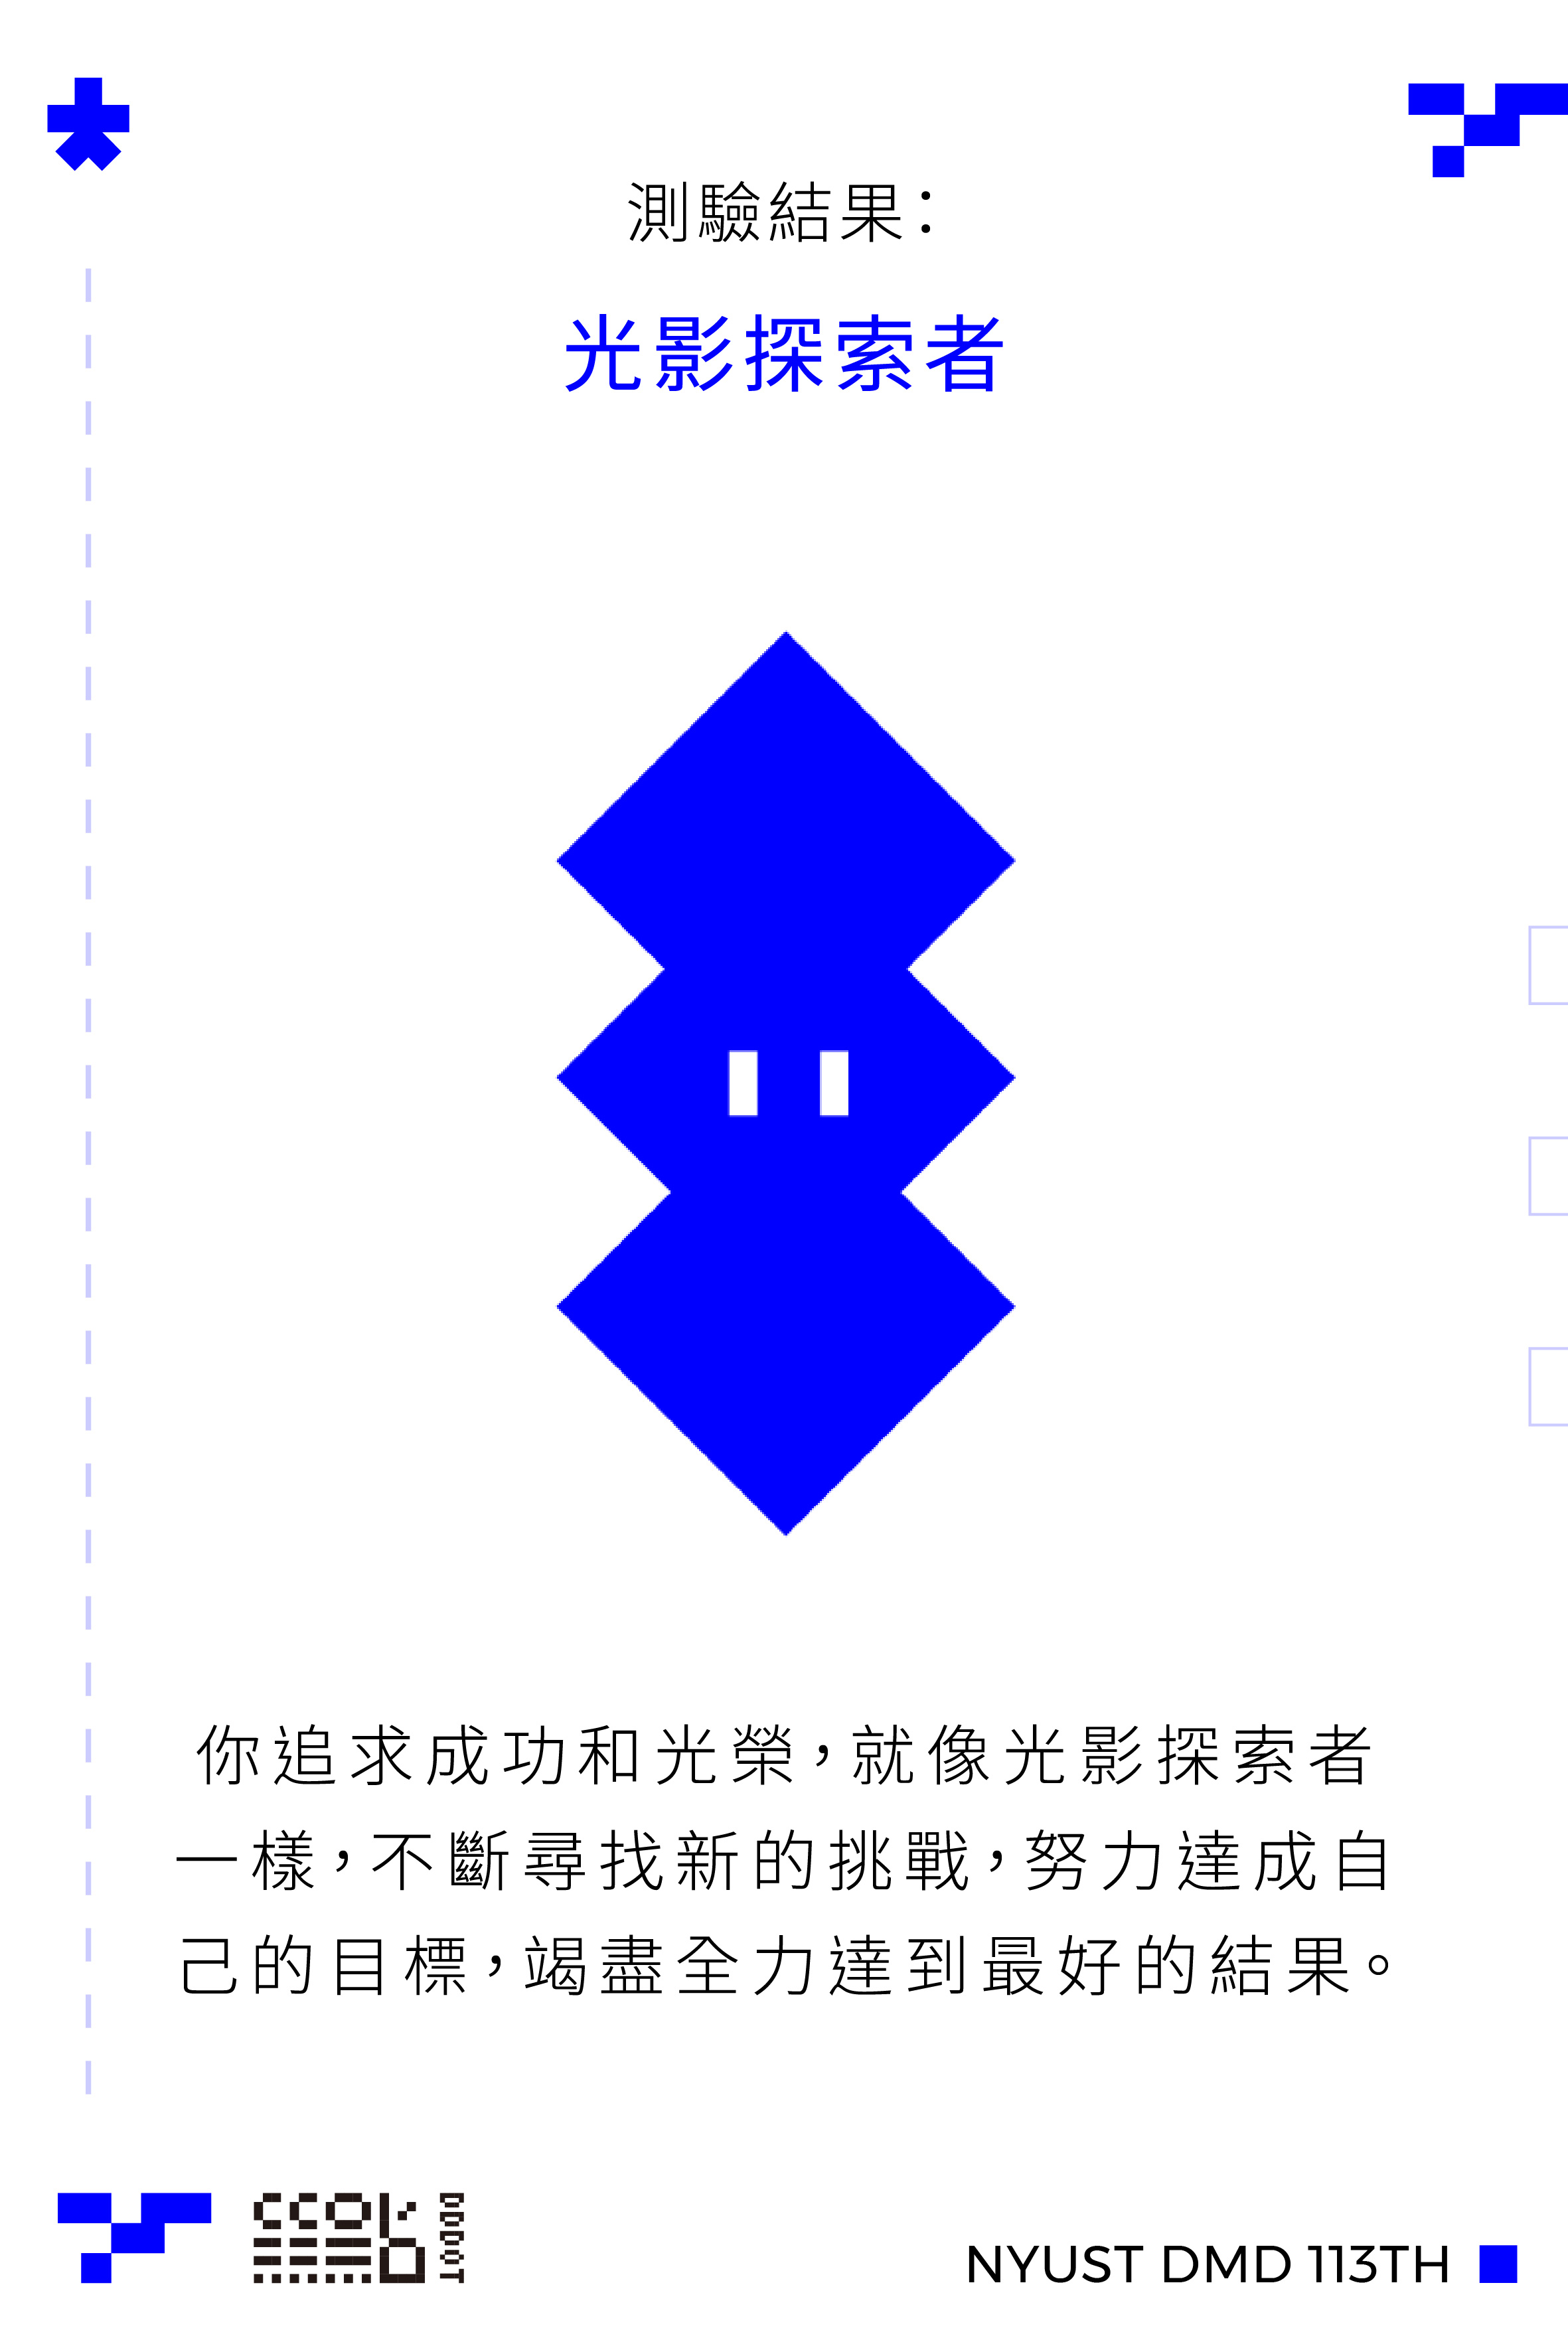 測驗結果：
光影探索者
你追求成功和光榮，就像光影探索者
一樣，不斷尋找新的挑戰，努力達成自
己的目標，竭盡全力達到最好的結果。
NYUST DMD 113TH